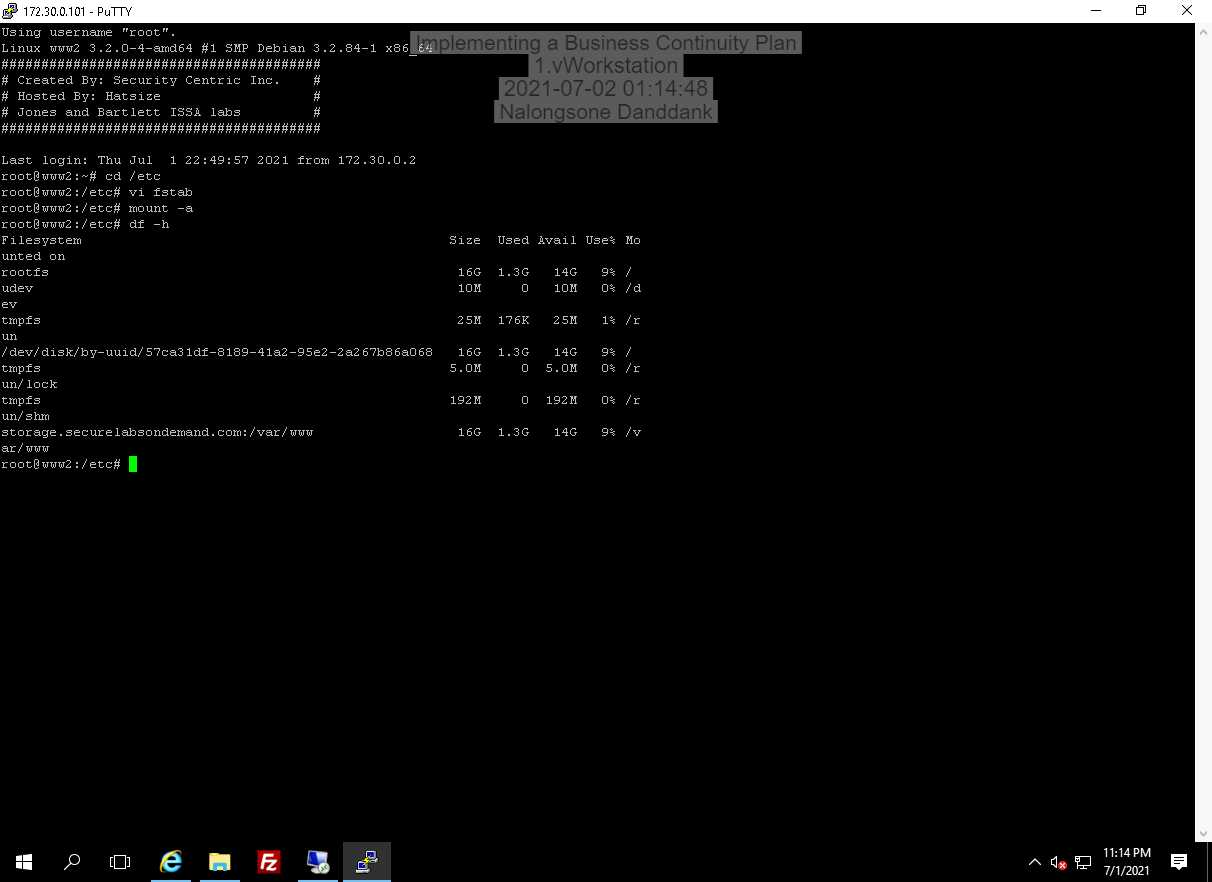 172.30.0.101 - PuTTY
Using username "root".
Linux www2 3.2.0-4-amd64 #1 SMP Debian 3.2.84-1 x86_64
########################################
# Created By: Security Centric Inc.    #
# Hosted By: Hatsize                   #
# Jones and Bartlett ISSA labs         #
########################################
Implementing a Business Continuity Plan
1.vWorkstation
2021-07-02 01:14:48
Nalongsone Danddank
Last login: Thu Jul  1 22:49:57 2021 from 172.30.0.2
root@www2:~# cd /etc
root@www2:/etc# vi fstab
root@www2:/etc# mount -a
root@www2:/etc# df -h
Filesystem                                              Size  Used Avail Use% Mo
unted on
rootfs                                                   16G  1.3G   14G   9% /
udev                                                     10M     0   10M   0% /d
ev
tmpfs                                                    25M  176K   25M   1% /r
un
/dev/disk/by-uuid/57ca31df-8189-41a2-95e2-2a267b86a068   16G  1.3G   14G   9% /
tmpfs                                                   5.0M     0  5.0M   0% /r
un/lock
tmpfs                                                   192M     0  192M   0% /r
un/shm
storage.securelabsondemand.com:/var/www                  16G  1.3G   14G   9% /v
ar/www
root@www2:/etc#
11:14 PM
7/1/2021